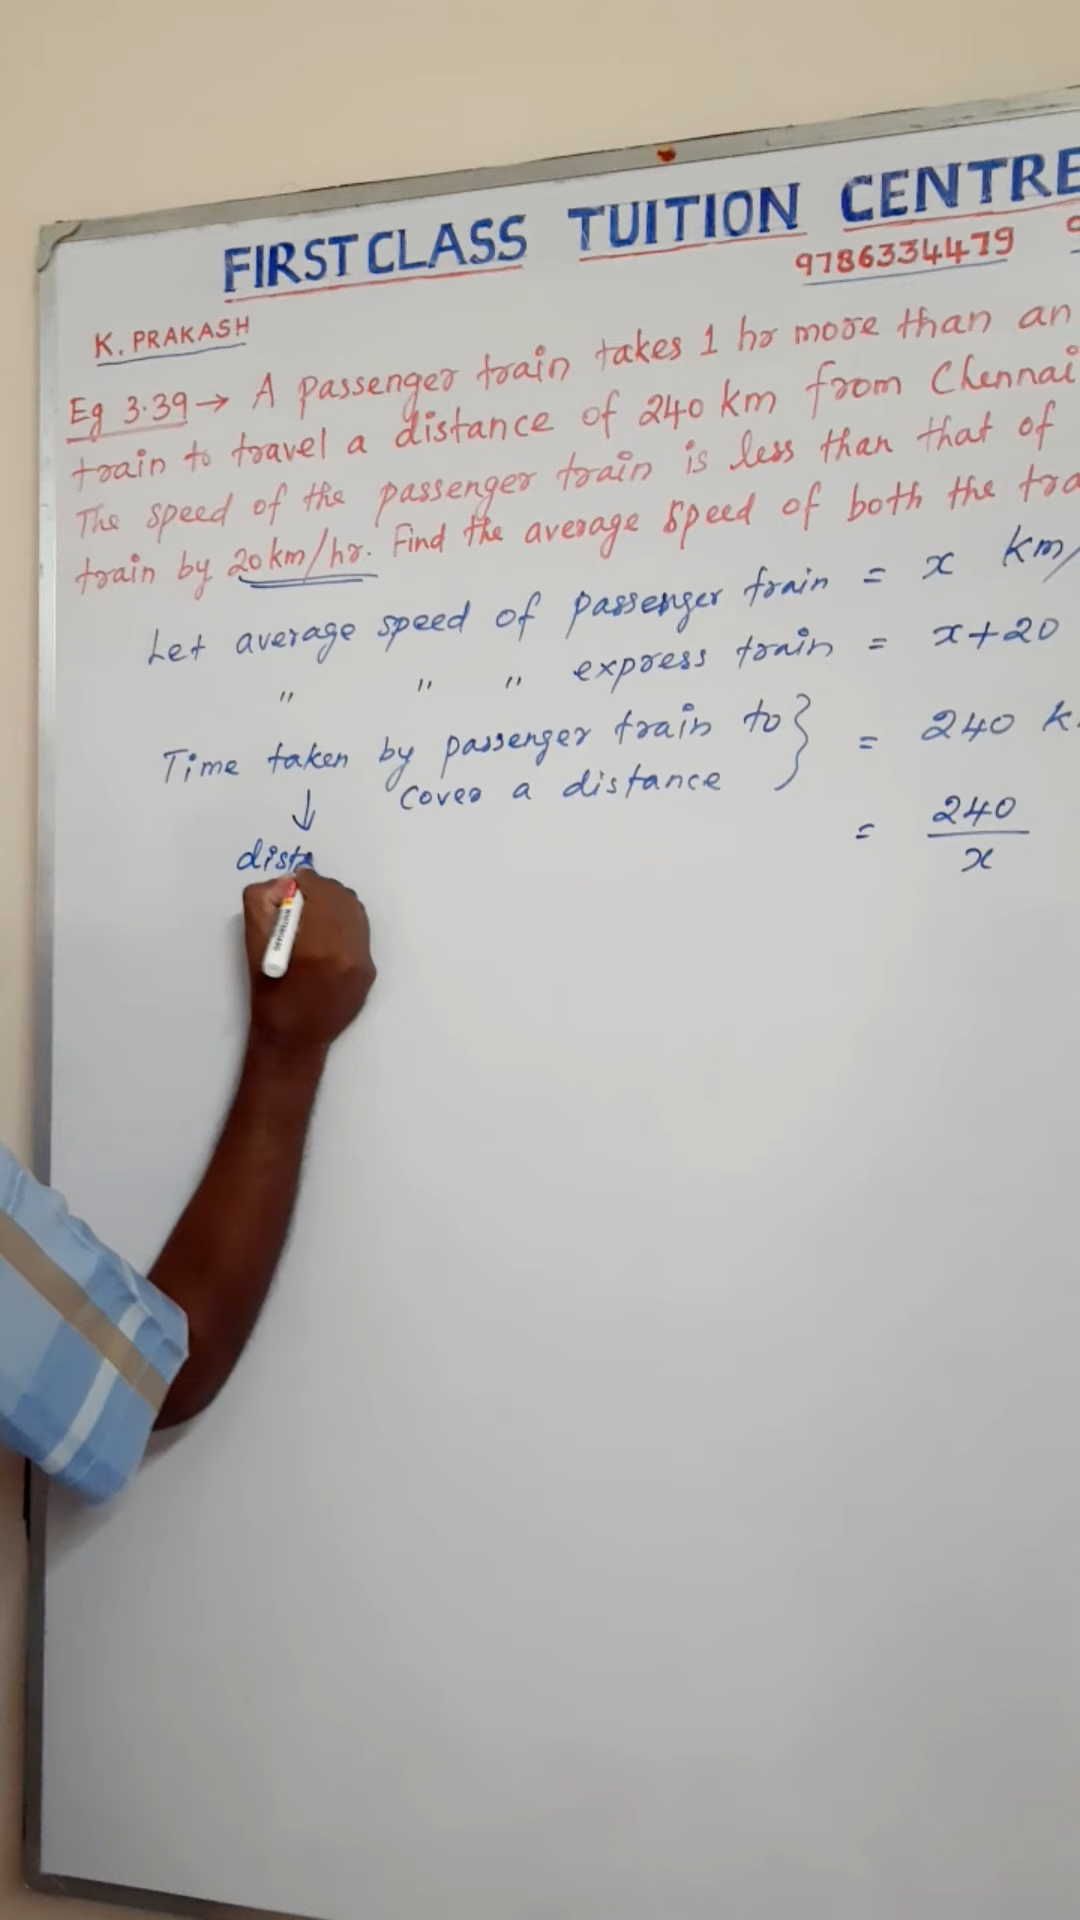 FIRST CLASS TUITION CENTRE
9786334479
K. PRAKASH
Eg 3.39 → A passenger train takes 1 hr more than an
train to travel a distance of 240 km from Chennai
The speed of the passenger train is less than that of
train by 20 km/hr. Find the average speed of both the tra
Let average speed of passenger train = x km/
" " " express train = x+20
Time taken by passenger train to } = 240 k
cover a distance
= 240
x
↓
dista